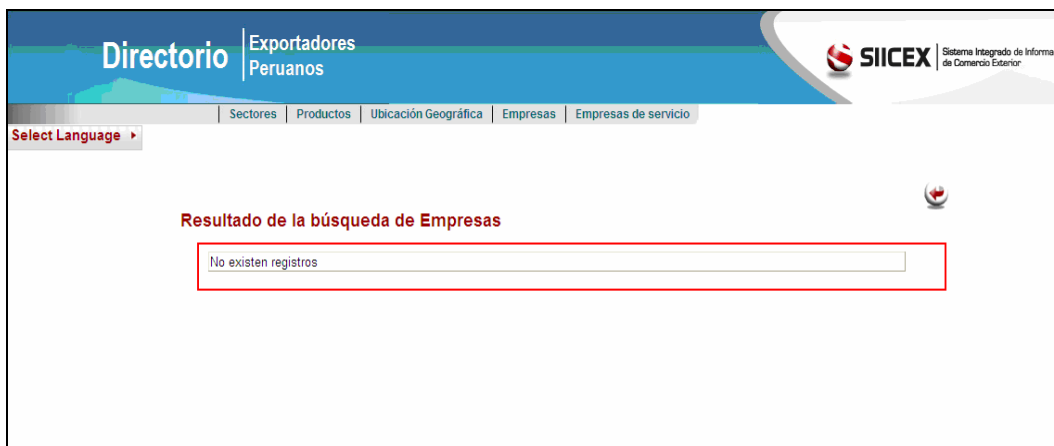 Directorio
Exportadores
Peruanos
SIICEX
Sistema Integrado de Informa
de Comercio Exterior
Sectores | Productos | Ubicación Geográfica | Empresas | Empresas de servicio
Select Language
Resultado de la búsqueda de Empresas
No existen registros